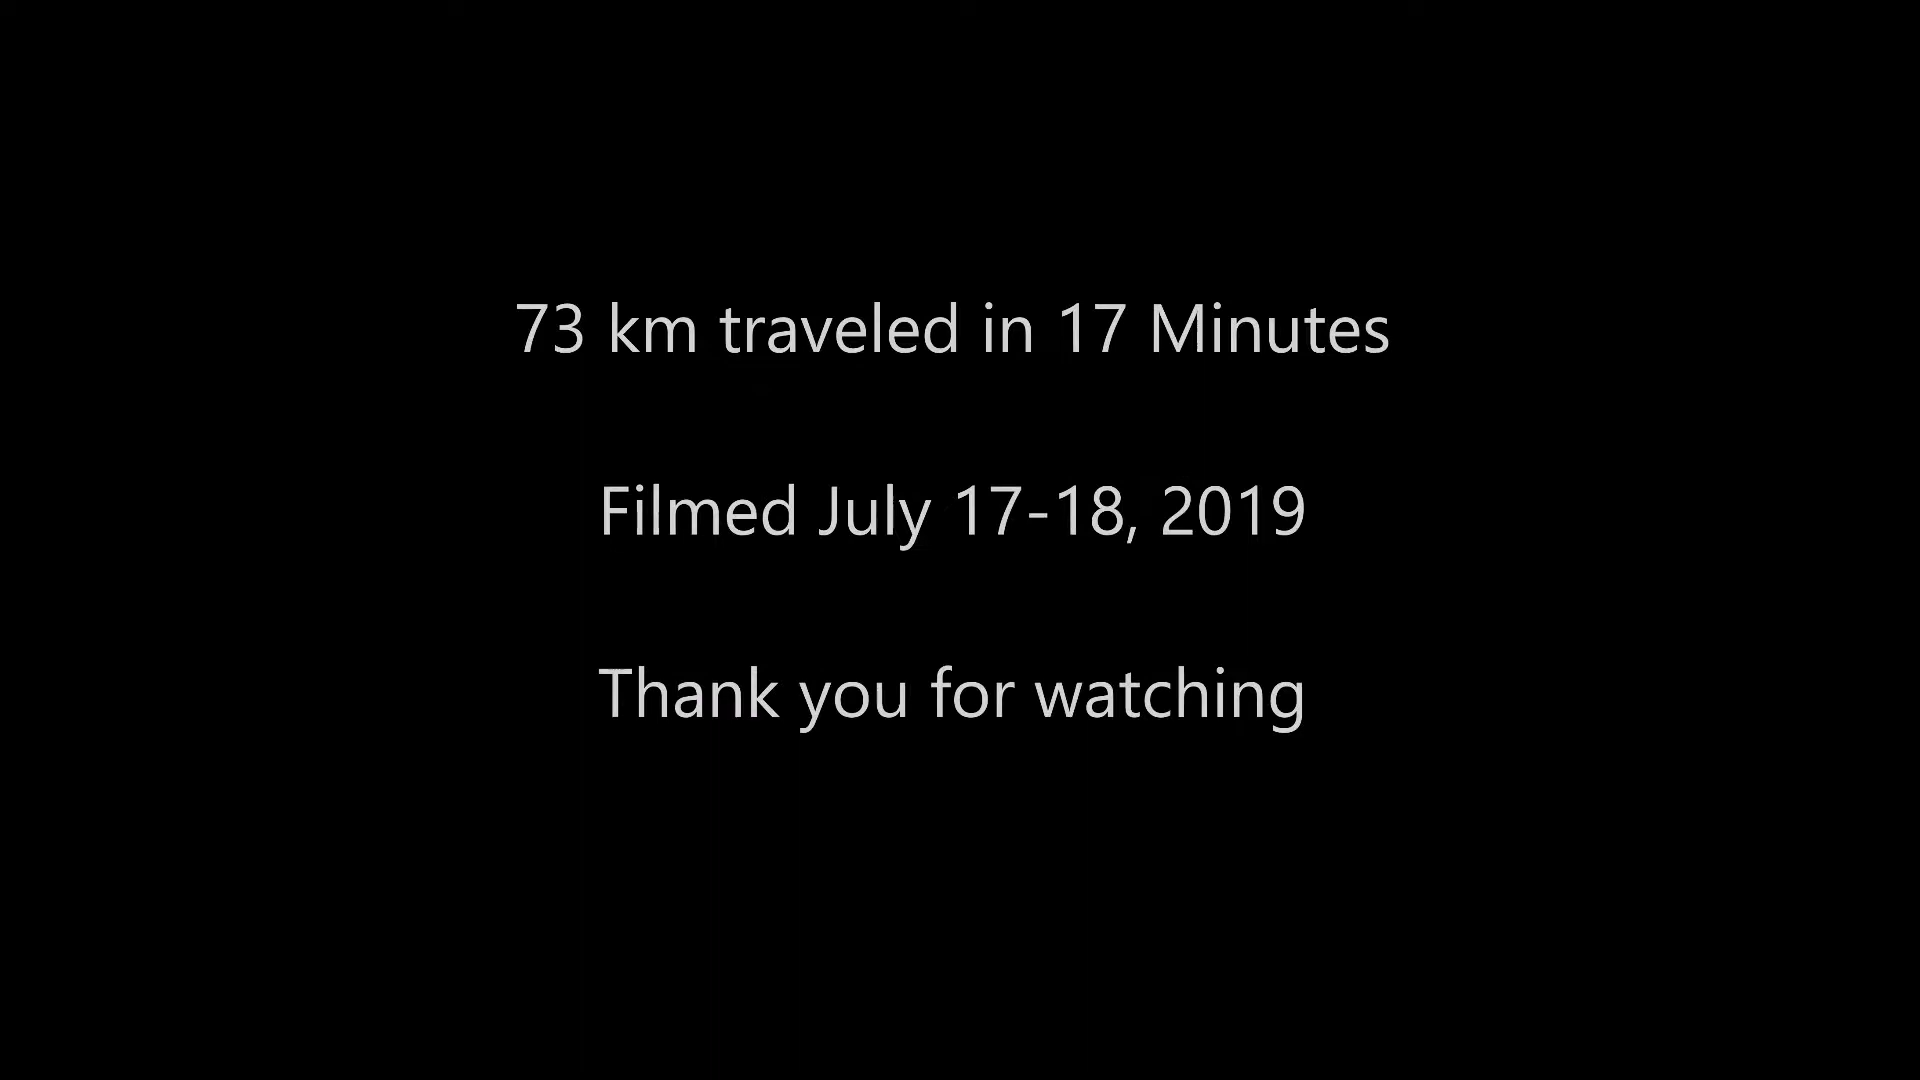 73 km traveled in 17 Minutes
Filmed July 17-18, 2019
Thank you for watching